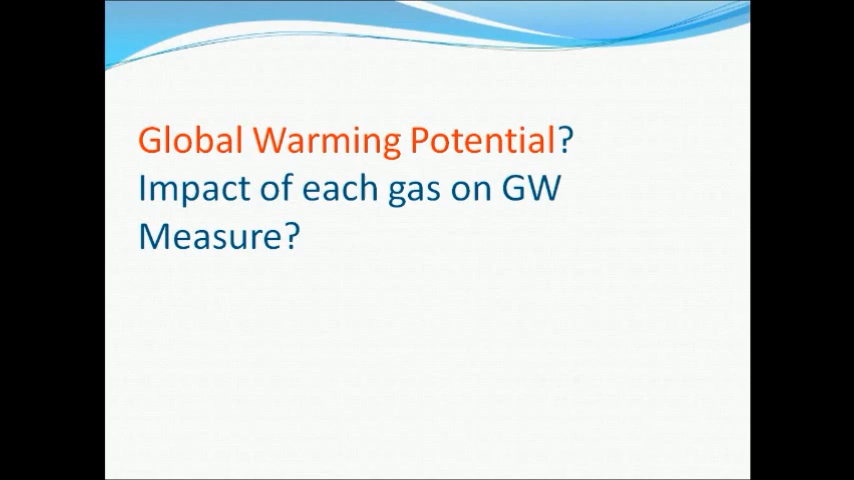 Global Warming Potential?
Impact of each gas on GW
Measure?